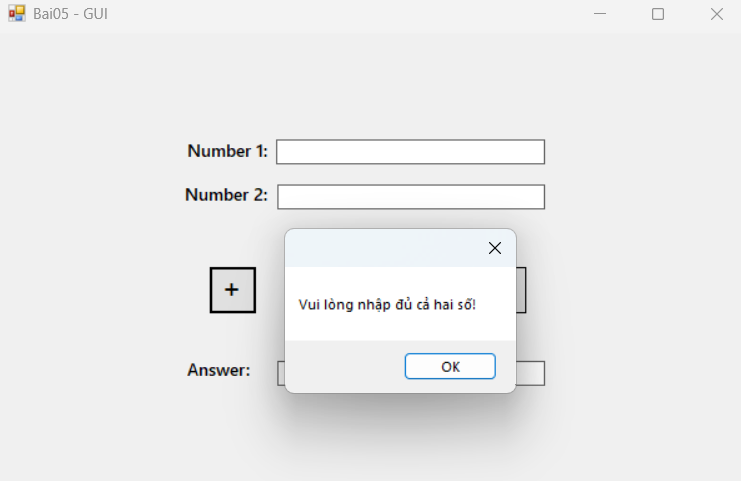 Bai05 - GUI
Number 1:
Number 2:
+
Vui lòng nhập đủ cả hai số!
Answer:
OK